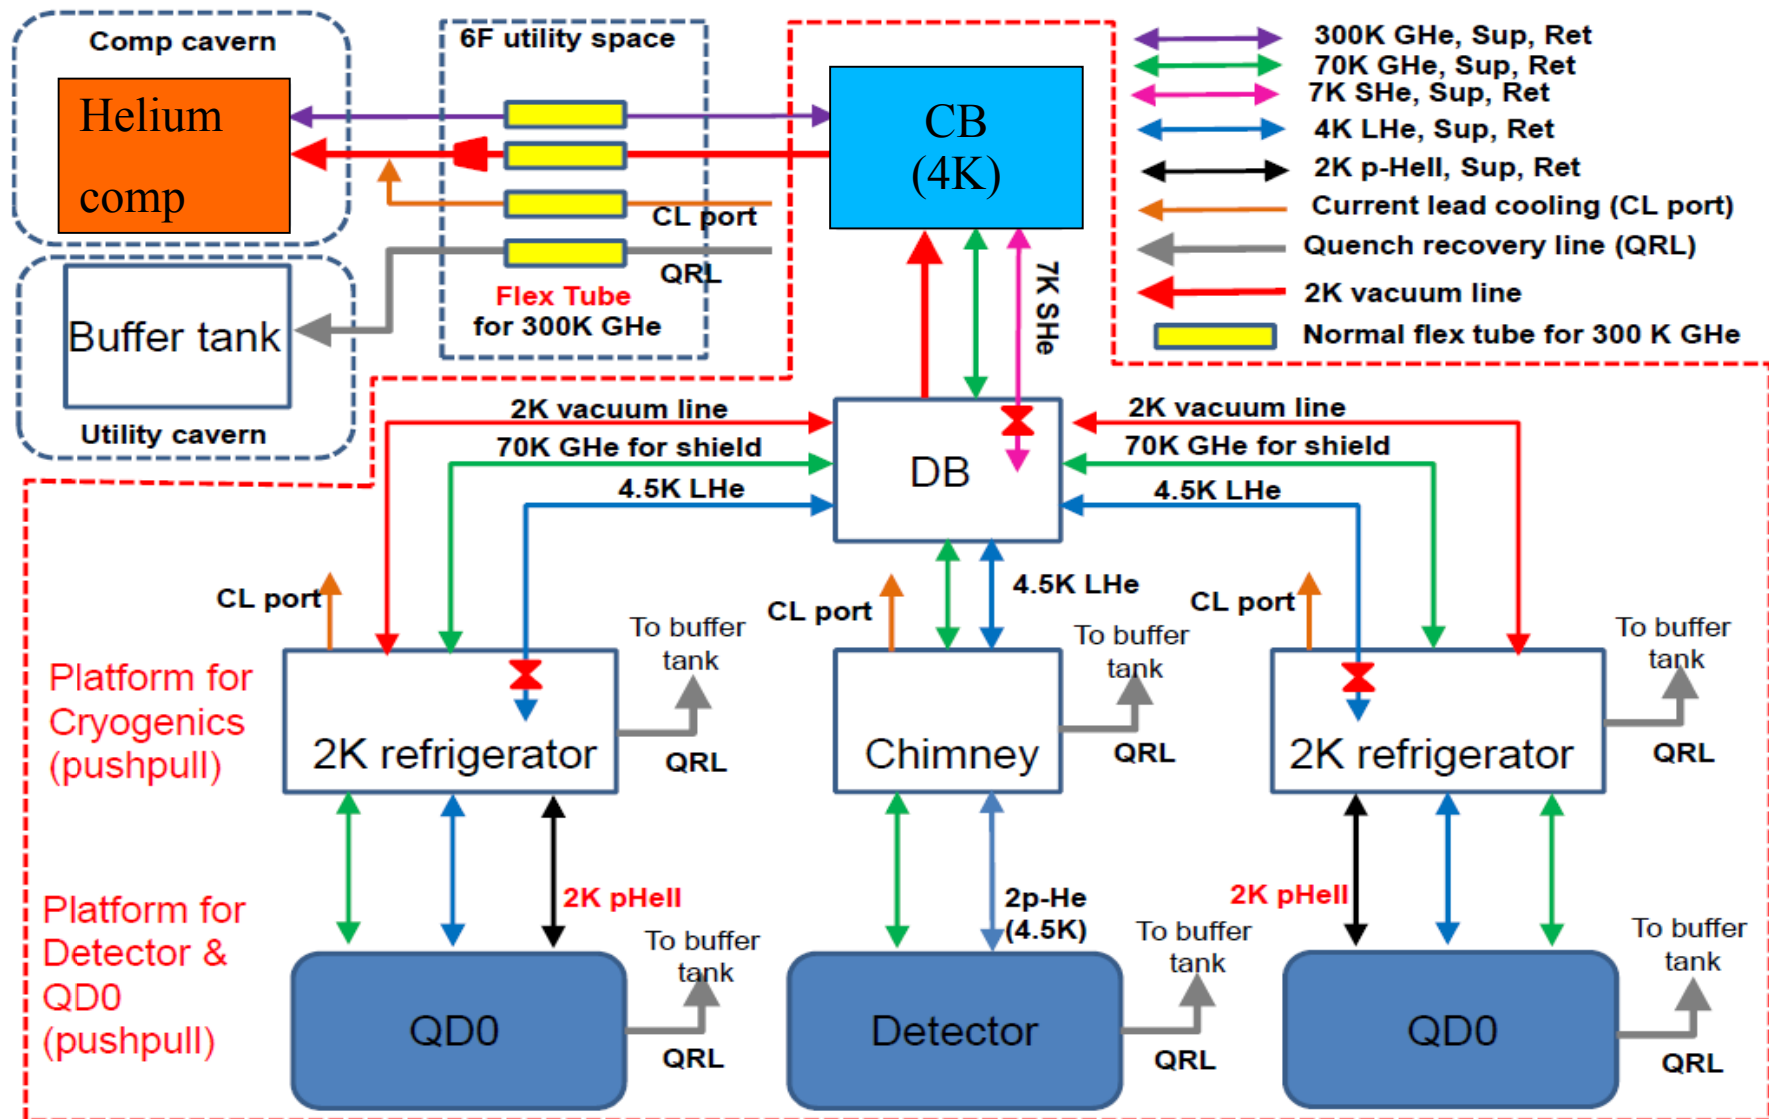 Comp cavern
Helium
comp
6F utility space
CL port
QRL
Flex Tube
for 300K GHe
Buffer tank
Utility cavern
CB
(4K)
7K SHe
300K GHe, Sup, Ret
70K GHe, Sup, Ret
7K SHe, Sup, Ret
4K LHe, Sup, Ret
2K p-HeII, Sup, Ret
Current lead cooling (CL port)
Quench recovery line (QRL)
2K vacuum line
Normal flex tube for 300 K GHe
2K vacuum line
70K GHe for shield
4.5K LHe
DB
2K vacuum line
70K GHe for shield
4.5K LHe
CL port
To buffer
tank
QRL
2K refrigerator
CL port
4.5K LHe
To buffer
tank
QRL
Chimney
CL port
To buffer
tank
QRL
2K refrigerator
Platform for
Cryogenics
(pushpull)
2K pHeII
2p-He
(4.5K)
2K pHeII
Platform for
Detector &
QD0
(pushpull)
QD0
To buffer
tank
QRL
Detector
To buffer
tank
QRL
QD0
To buffer
tank
QRL